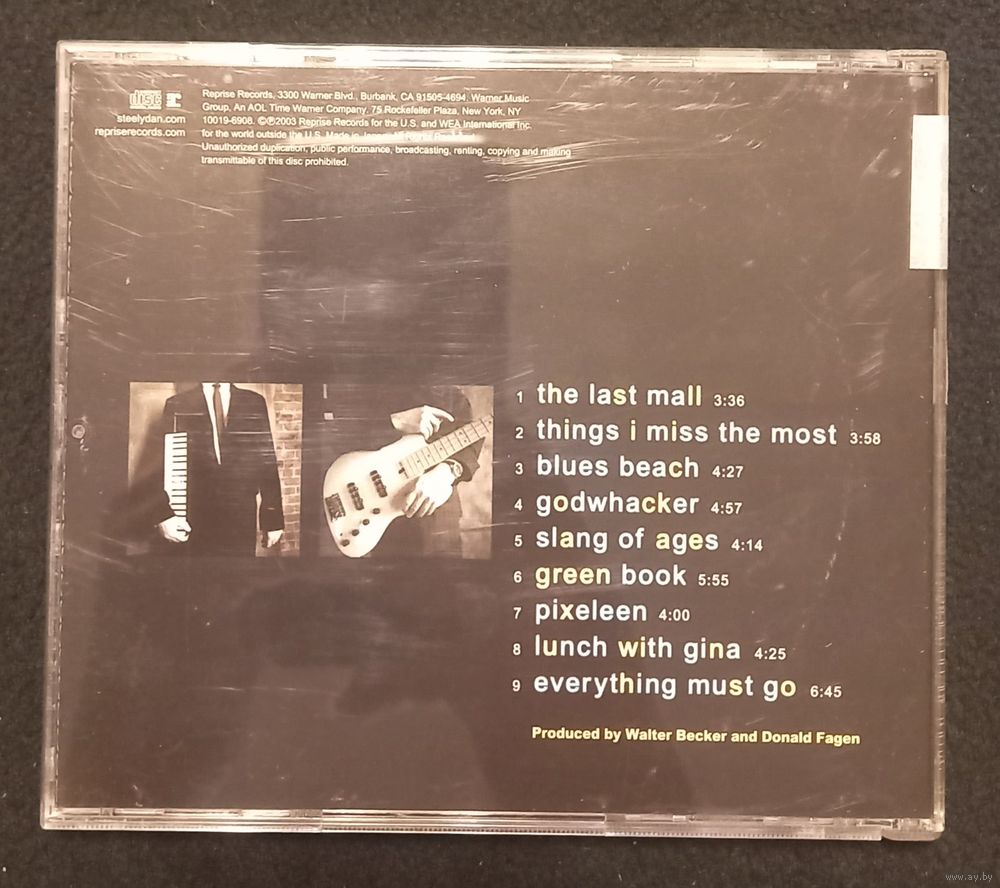 disc
Reprise Records, 3300 Warner Blvd., Burbank, CA 91505-4694. Warner Music
Group, An AOL Time Warner Company. 75 Rockefeller Plaza, New York, NY
10019-6908. ©℗2003 Reprise Records for the U.S. and WEA International Inc.
for the world outside the U.S. Made in
Unauthorized duplication, public performance, broadcasting, renting, copying and making
transmittable of this disc prohibited.
steelydan.com
repriserecords.com
1 the last mall 3:36
2 things i miss the most 3:58
3 blues beach 4:27
4 godwhacker 4:57
5 slang of ages 4:14
6 green book 5:55
7 pixeleen 4:00
8 lunch with gina 4:25
9 everything must go 6:45
Produced by Walter Becker and Donald Fagen
www.ay.by